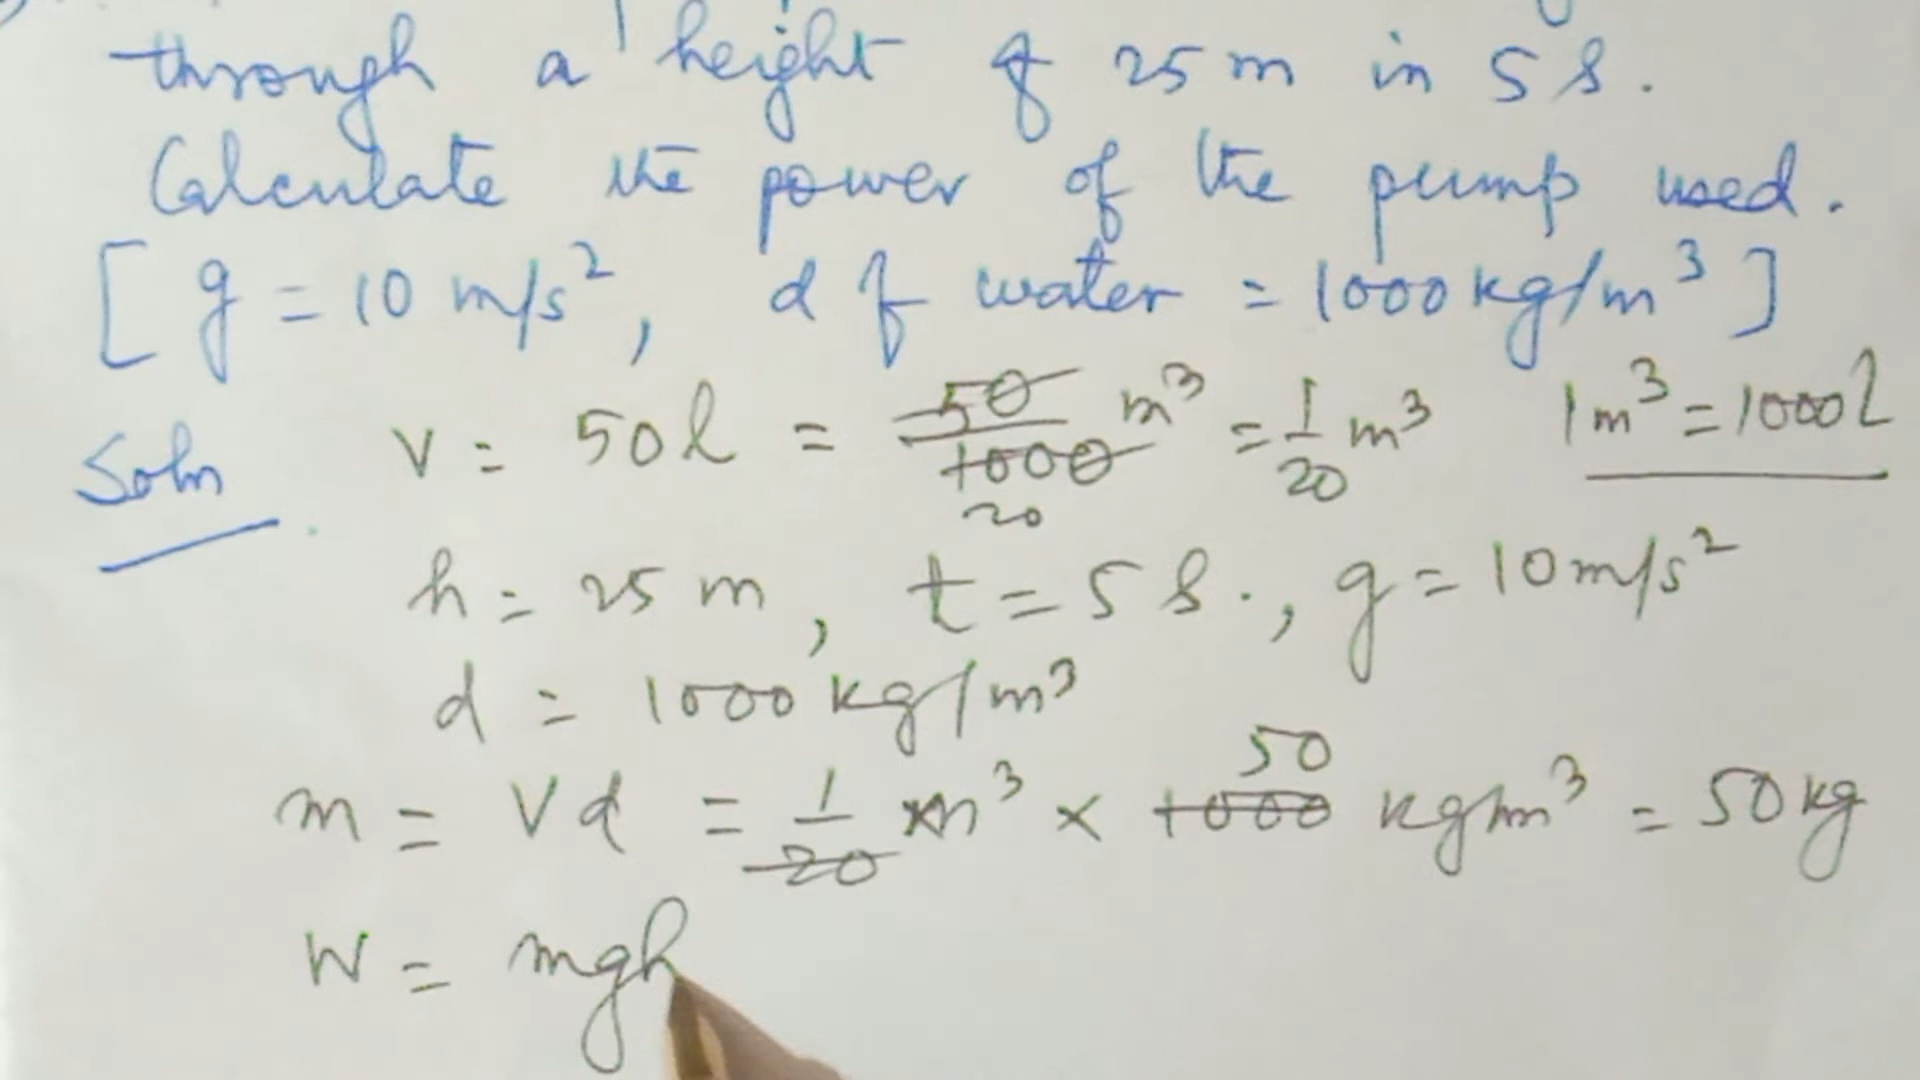 through a height of 25 m in 5 s.
Calculate the power of the pump used.
[ g = 10 m/s², d of water = 1000 kg/m³ ]
Soln V = 50 l = 50/1000 m³ = 1/20 m³ 1 m³ = 1000 l
20
h = 25 m, t = 5 s., g = 10 m/s²
d = 1000 kg/m³
50
m = V d = 1/20 m³ × 1000 kg/m³ = 50 kg
W = mgh